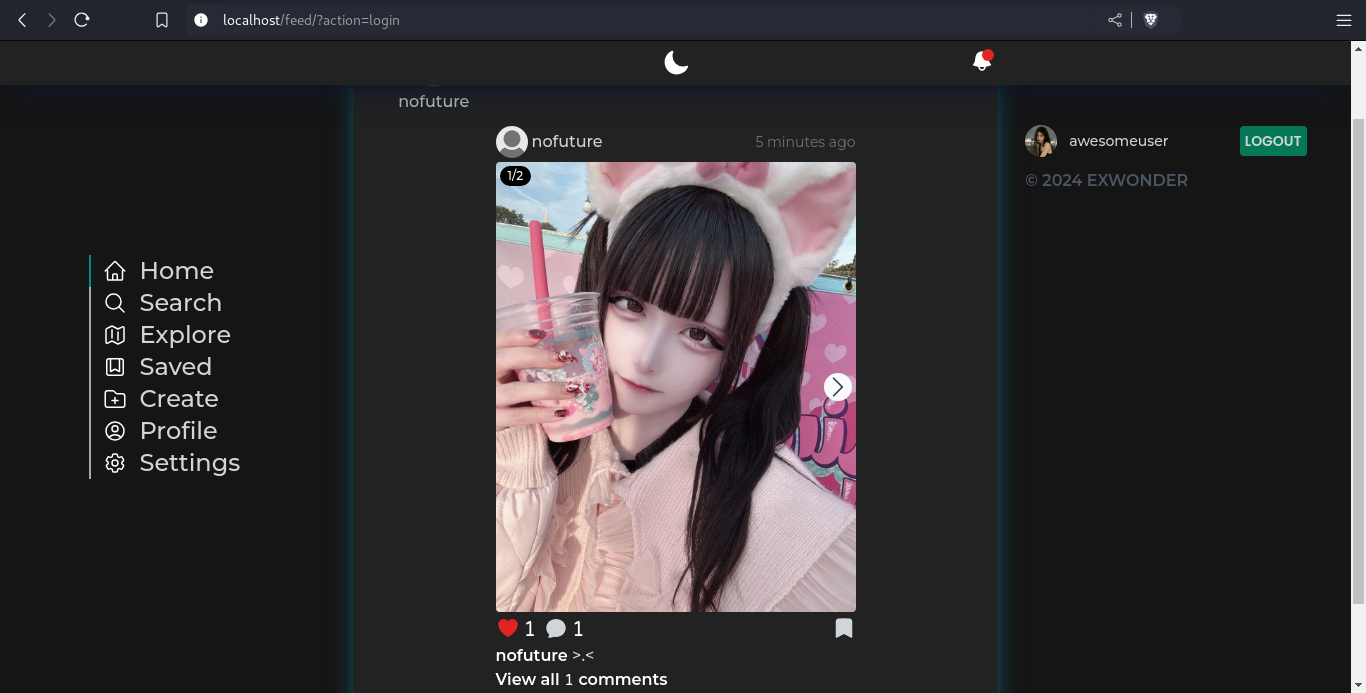 localhost/feed/?action=login
nofuture
nofuture
5 minutes ago
1/2
Home
Search
Explore
Saved
Create
Profile
Settings
awesomeuser
LOGOUT
© 2024 EXWONDER
1 1
nofuture >.<
View all 1 comments